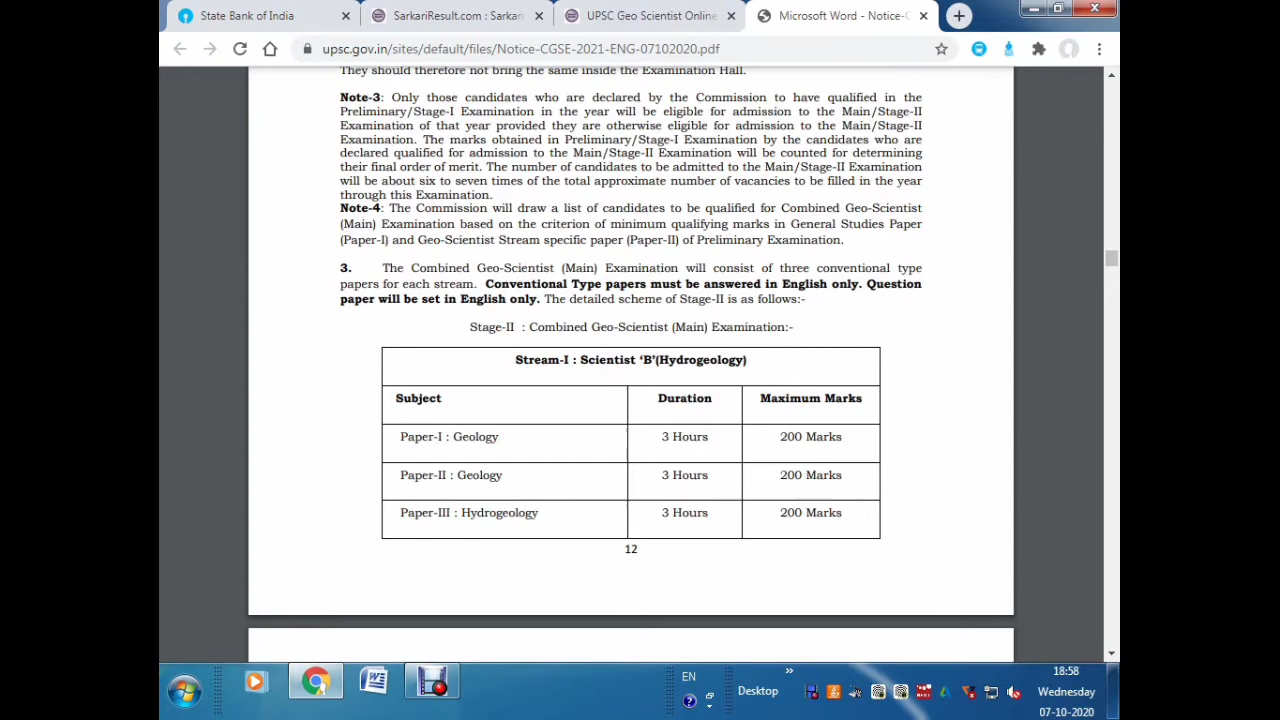 State Bank of India
SarkariResult.com : Sarkari
UPSC Geo Scientist Online
Microsoft Word - Notice-C
upsc.gov.in/sites/default/files/Notice-CGSE-2021-ENG-07102020.pdf
They should therefore not bring the same inside the Examination Hall.
Note-3: Only those candidates who are declared by the Commission to have qualified in the
Preliminary/Stage-I Examination in the year will be eligible for admission to the Main/Stage-II
Examination of that year provided they are otherwise eligible for admission to the Main/Stage-II
Examination. The marks obtained in Preliminary/Stage-I Examination by the candidates who are
declared qualified for admission to the Main/Stage-II Examination will be counted for determining
their final order of merit. The number of candidates to be admitted to the Main/Stage-II Examination
will be about six to seven times of the total approximate number of vacancies to be filled in the year
through this Examination.
Note-4: The Commission will draw a list of candidates to be qualified for Combined Geo-Scientist
(Main) Examination based on the criterion of minimum qualifying marks in General Studies Paper
(Paper-I) and Geo-Scientist Stream specific paper (Paper-II) of Preliminary Examination.
3. The Combined Geo-Scientist (Main) Examination will consist of three conventional type
papers for each stream. Conventional Type papers must be answered in English only. Question
paper will be set in English only. The detailed scheme of Stage-II is as follows:-
Stage-II : Combined Geo-Scientist (Main) Examination:-
Stream-I : Scientist ‘B’(Hydrogeology)
Subject Duration Maximum Marks
Paper-I : Geology 3 Hours 200 Marks
Paper-II : Geology 3 Hours 200 Marks
Paper-III : Hydrogeology 3 Hours 200 Marks
12
EN
Desktop
18:58
Wednesday
07-10-2020